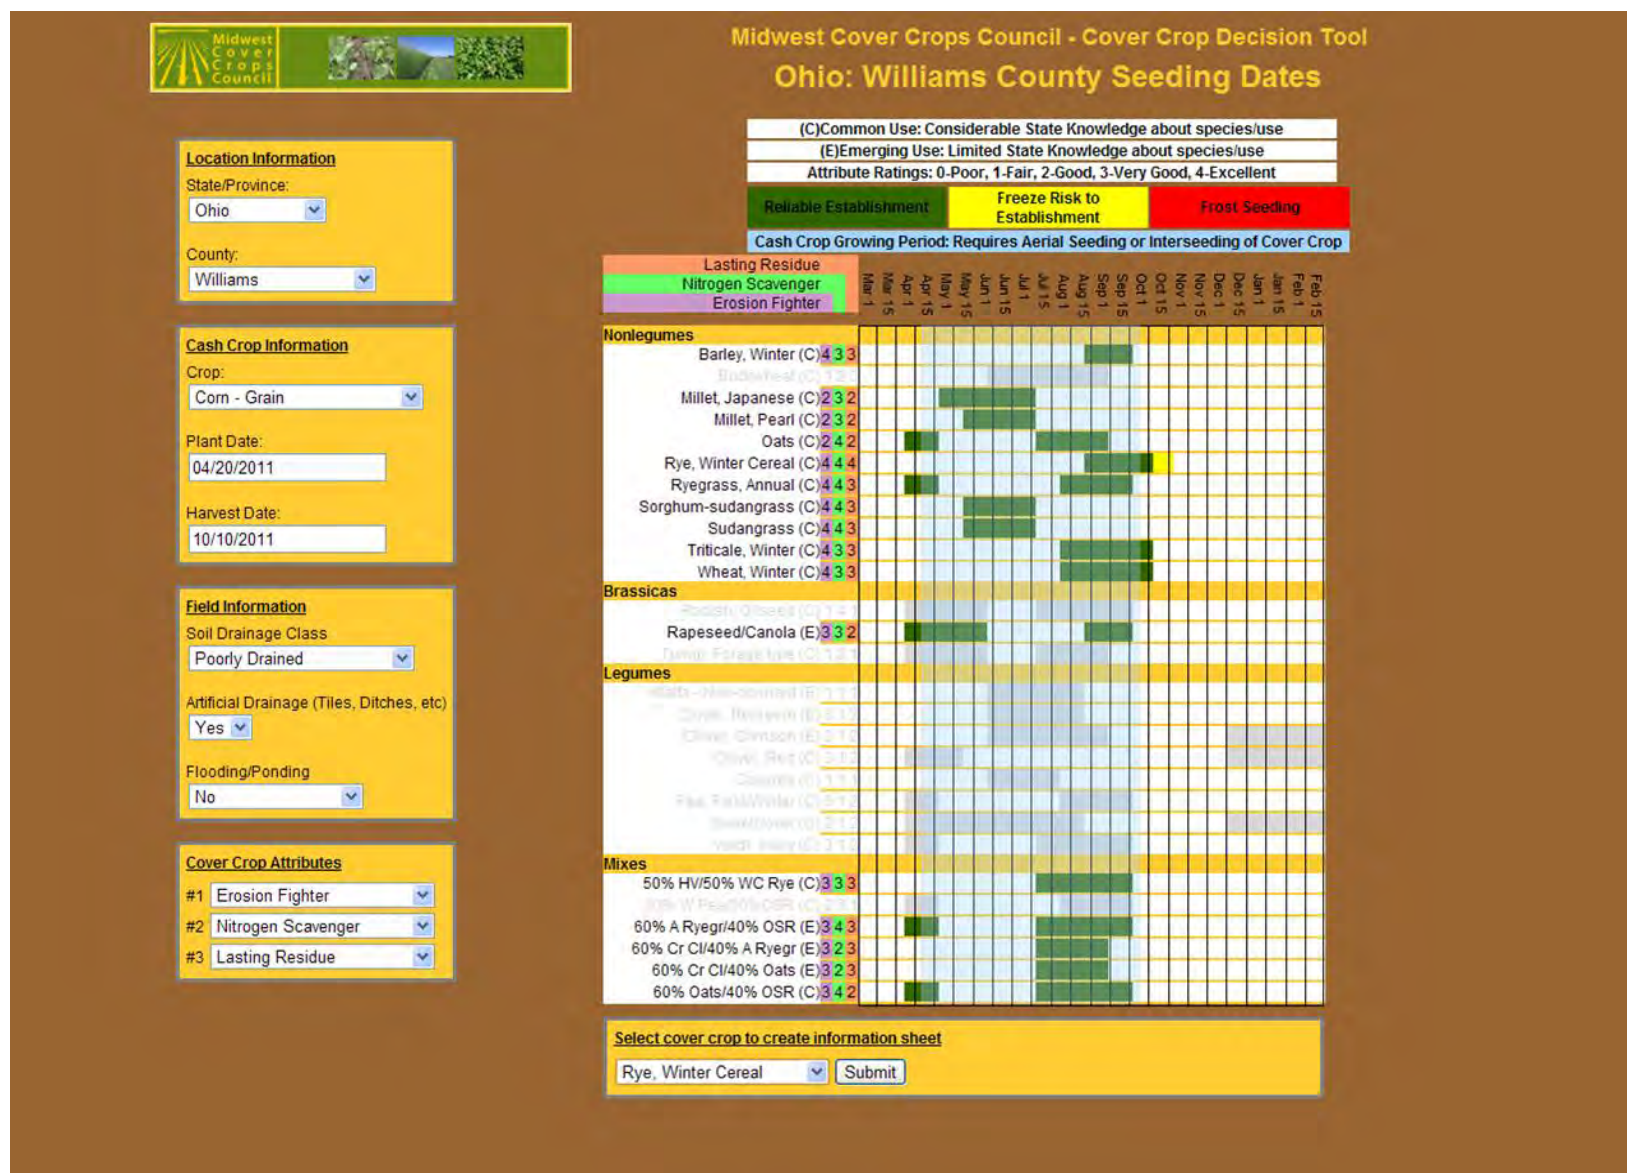 Midwest
Cover
Crops
Council
Midwest Cover Crops Council - Cover Crop Decision Tool
Ohio: Williams County Seeding Dates
(C)Common Use: Considerable State Knowledge about species/use
(E)Emerging Use: Limited State Knowledge about species/use
Attribute Ratings: 0-Poor, 1-Fair, 2-Good, 3-Very Good, 4-Excellent
Reliable Establishment
Freeze Risk to
Establishment
Frost Seeding
Cash Crop Growing Period: Requires Aerial Seeding or Interseeding of Cover Crop
Location Information
State/Province:
Ohio
County:
Williams
Cash Crop Information
Crop:
Corn - Grain
Plant Date:
04/20/2011
Harvest Date:
10/10/2011
Field Information
Soil Drainage Class
Poorly Drained
Artificial Drainage (Tiles, Ditches, etc)
Yes
Flooding/Ponding
No
Cover Crop Attributes
#1 Erosion Fighter
#2 Nitrogen Scavenger
#3 Lasting Residue
Lasting Residue
Nitrogen Scavenger
Erosion Fighter
Mar 1
Mar 15
Apr 1
Apr 15
May 1
May 15
Jun 1
Jun 15
Jul 1
Jul 15
Aug 1
Aug 15
Sep 1
Sep 15
Oct 1
Oct 15
Nov 1
Nov 15
Dec 1
Dec 15
Jan 1
Jan 15
Feb 1
Feb 15
Nonlegumes
Barley, Winter (C) 4 3 3
Millet, Japanese (C) 2 3 2
Millet, Pearl (C) 2 3 2
Oats (C) 2 4 2
Rye, Winter Cereal (C) 4 4 4
Ryegrass, Annual (C) 4 4 3
Sorghum-sudangrass (C) 4 4 3
Sudangrass (C) 4 4 3
Triticale, Winter (C) 4 3 3
Wheat, Winter (C) 4 3 3
Brassicas
Rapeseed/Canola (E) 3 3 2
Legumes
Mixes
50% HV/50% WC Rye (C) 3 3 3
60% A Ryegr/40% OSR (E) 3 4 3
60% Cr Cl/40% A Ryegr (E) 3 2 3
60% Cr Cl/40% Oats (E) 3 2 3
60% Oats/40% OSR (C) 3 4 2
Select cover crop to create information sheet
Rye, Winter Cereal
Submit